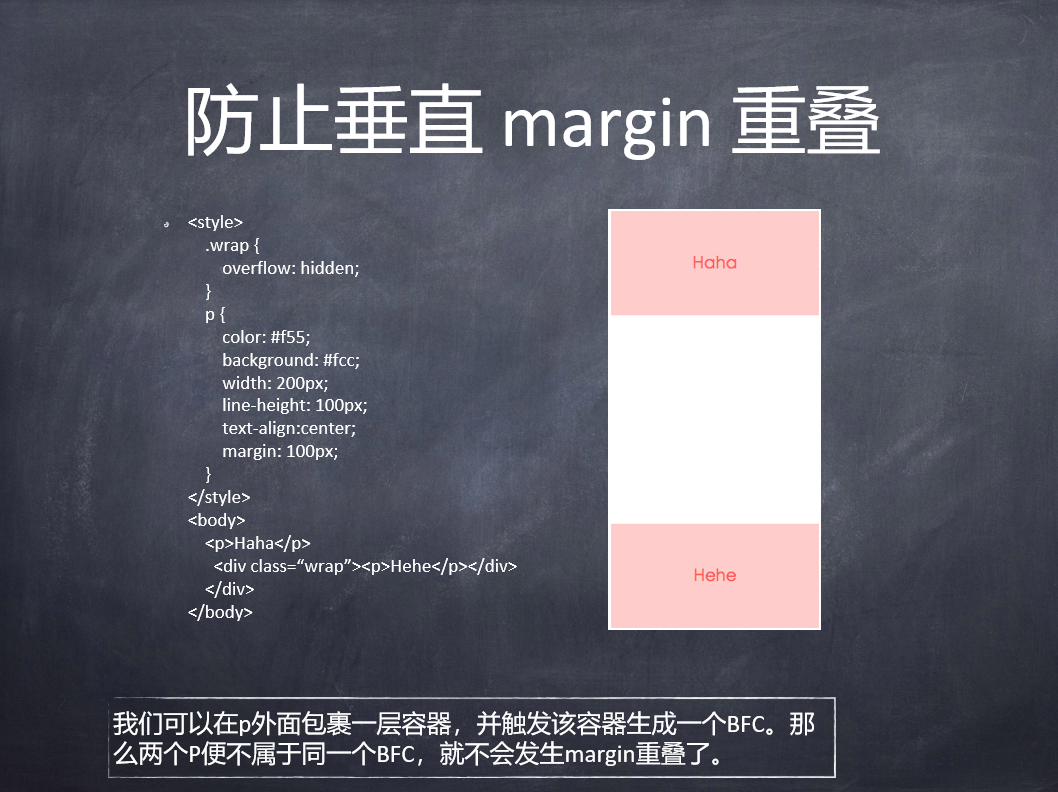 防止垂直 margin 重叠
<style>
.wrap {
overflow: hidden;
}
p {
color: #f55;
background: #fcc;
width: 200px;
line-height: 100px;
text-align:center;
margin: 100px;
}
</style>
<body>
<p>Haha</p>
<div class=“wrap”><p>Hehe</p></div>
</div>
</body>
Haha
Hehe
我们可以在p外面包裹一层容器，并触发该容器生成一个BFC。那
么两个P便不属于同一个BFC，就不会发生margin重叠了。